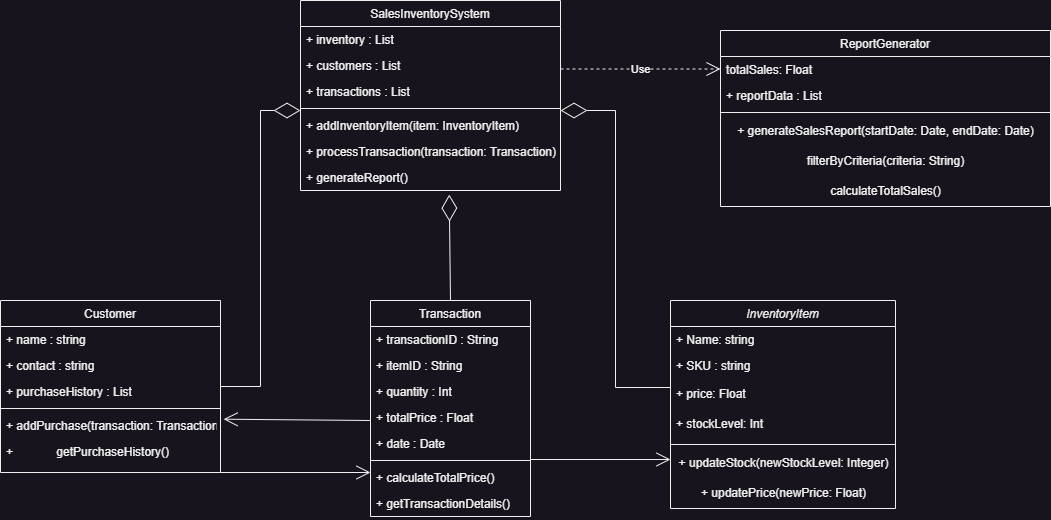 SalesInventorySystem
+ inventory : List
+ customers : List
+ transactions : List
+ addInventoryItem(item: InventoryItem)
+ processTransaction(transaction: Transaction)
+ generateReport()
Use
ReportGenerator
totalSales: Float
+ reportData : List
+ generateSalesReport(startDate: Date, endDate: Date)
filterByCriteria(criteria: String)
calculateTotalSales()
Customer
+ name : string
+ contact : string
+ purchaseHistory : List
+ addPurchase(transaction: Transaction
+ getPurchaseHistory()
Transaction
+ transactionID : String
+ itemID : String
+ quantity : Int
+ totalPrice : Float
+ date : Date
+ calculateTotalPrice()
+ getTransactionDetails()
InventoryItem
+ Name: string
+ SKU : string
+ price: Float
+ stockLevel: Int
+ updateStock(newStockLevel: Integer)
+ updatePrice(newPrice: Float)